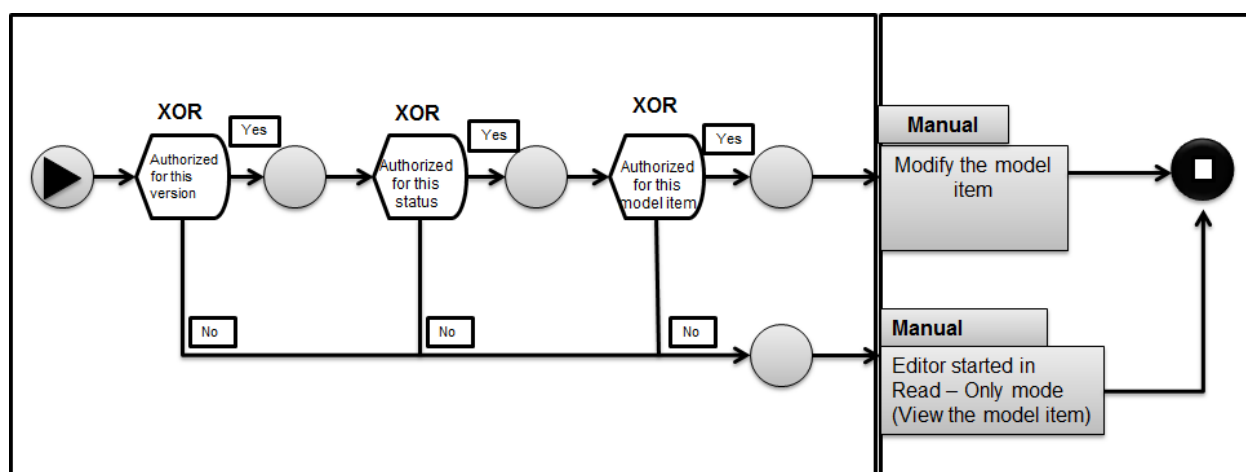 XOR
Authorized
for this
version
Yes
XOR
Authorized
for this
status
Yes
XOR
Authorized
for this
model item
Yes
Manual
Modify the model
item
No
No
No
Manual
Editor started in
Read – Only mode
(View the model item)